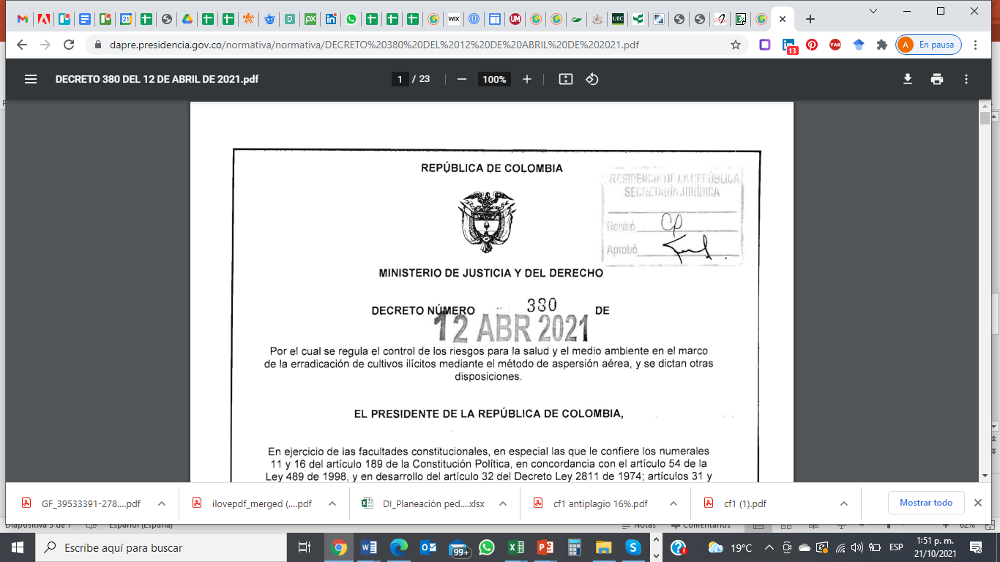 dapre.presidencia.gov.co/normativa/normativa/DECRETO%20380%20DEL%2012%20DE%20ABRIL%20DE%202021.pdf
13
A En pausa
DECRETO 380 DEL 12 DE ABRIL DE 2021.pdf
1 / 23
100%
REPÚBLICA DE COLOMBIA
RESIDENCIA DE LA REPÚBLICA
SECRETARÍA JURÍDICA
Revisó
Aprobó
MINISTERIO DE JUSTICIA Y DEL DERECHO
DECRETO NÚMERO 380 DE
12 ABR 2021
Por el cual se regula el control de los riesgos para la salud y el medio ambiente en el marco
de la erradicación de cultivos ilícitos mediante el método de aspersión aérea, y se dictan otras
disposiciones.
EL PRESIDENTE DE LA REPÚBLICA DE COLOMBIA,
En ejercicio de las facultades constitucionales, en especial las que le confiere los numerales
11 y 16 del artículo 189 de la Constitución Política, en concordancia con el artículo 54 de la
Ley 489 de 1998, y en desarrollo del artículo 32 del Decreto Ley 2811 de 1974; artículos 31 y
GF_39533391-278....pdf
ilovepdf_merged (....pdf
DI_Planeación ped....xlsx
cf1 antiplagio 16%.pdf
cf1 (1).pdf
Mostrar todo
Diapositiva 5 de 7
Español (España)
Notas
Comentarios
62%
Escribe aquí para buscar
99+
19°C
ESP
1:51 p. m.
21/10/2021